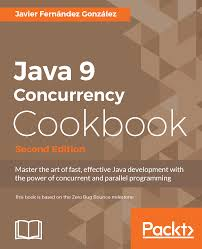 Javier Fernández González
Java 9
Concurrency
Cookbook
Second Edition
Master the art of fast, effective Java development with
the power of concurrent and parallel programming
This book is based on the Zero Bug Bounce milestone
Packt>